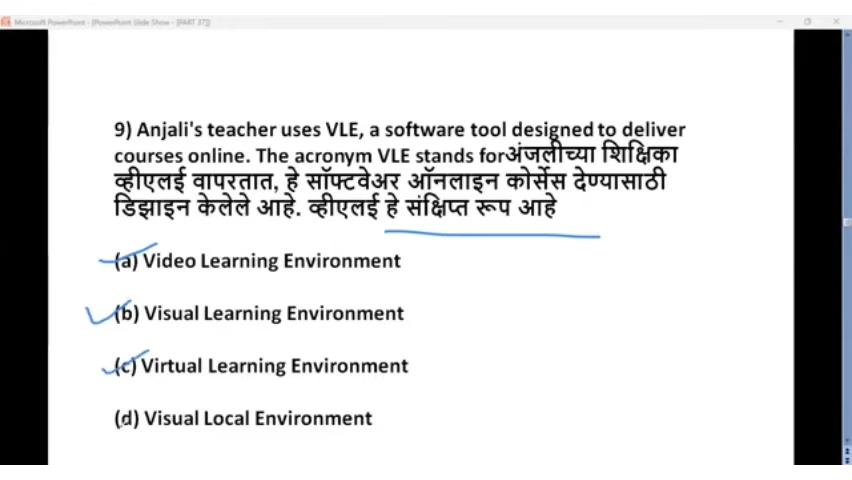 Microsoft PowerPoint - [PowerPoint Slide Show - [PART 37]]
9) Anjali's teacher uses VLE, a software tool designed to deliver
courses online. The acronym VLE stands forअंजलीच्या शिक्षिका
व्हीएलई वापरतात, हे सॉफ्टवेअर ऑनलाइन कोर्सेस देण्यासाठी
डिझाइन केलेले आहे. व्हीएलई हे संक्षिप्त रूप आहे
(a) Video Learning Environment
(b) Visual Learning Environment
(c) Virtual Learning Environment
(d) Visual Local Environment